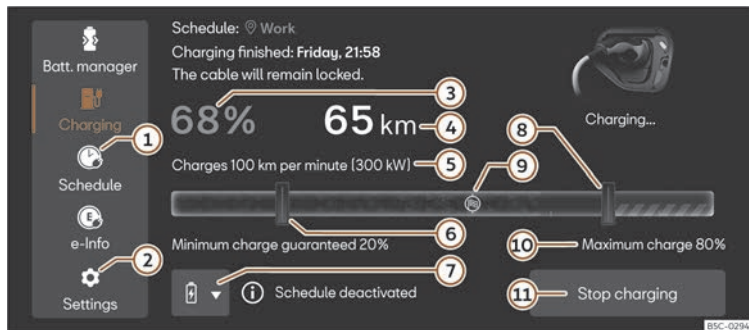 Schedule: Work
Batt. manager
Charging finished: Friday, 21:58
The cable will remain locked.
3
8
68%
65 km
4
Charging...
Charging
1
Charges 100 km per minute (300 kW)
5
9
Schedule
E
6
e-Info
Minimum charge guaranteed 20%
10
Maximum charge 80%
2
7
Settings
i
Schedule deactivated
11
Stop charging
BSC-0294